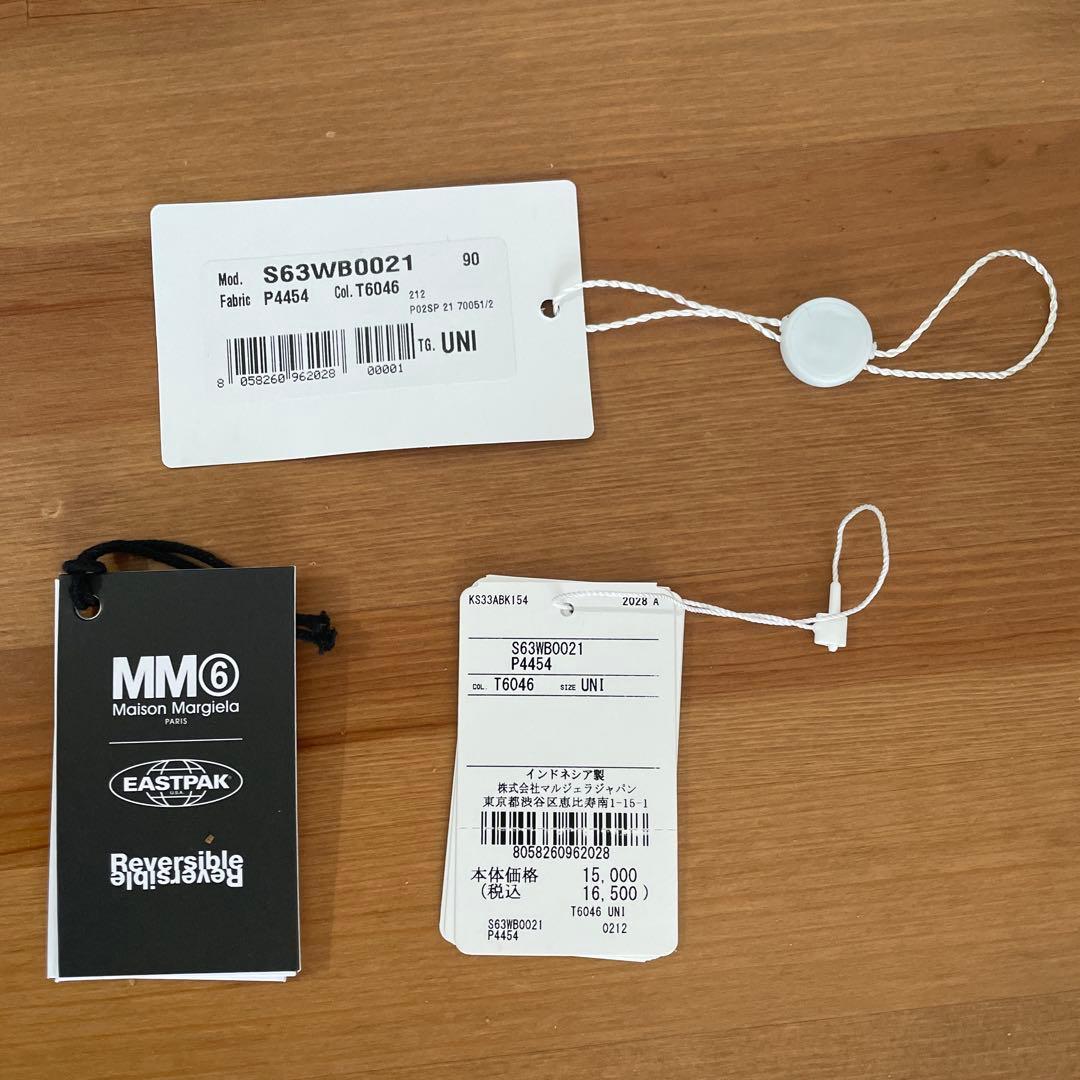 Mod. S63WB0021 90
Fabric P4454 Col. T6046 212
P02SP 21 70051/2
TG. UNI
8 058260 962028 00001
MM6
Maison Margiela
PARIS
EASTPAK
U.S.A.
Reversible
Reversible
KS33ABK154 2028 A
S63WB0021
P4454
COL. T6046 SIZE UNI
インドネシア製
株式会社マルジェラジャパン
東京都渋谷区恵比寿南1-15-1
8058260962028
本体価格 15,000
(税込 16,500)
T6046 UNI
S63WB0021 0212
P4454